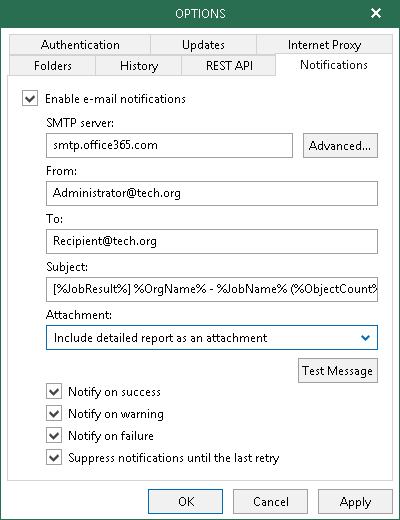 OPTIONS
Authentication Updates Internet Proxy
Folders History REST API Notifications
Enable e-mail notifications
SMTP server:
smtp.office365.com Advanced...
From:
Administrator@tech.org
To:
Recipient@tech.org
Subject:
[%JobResult%] %OrgName% - %JobName% (%ObjectCount%
Attachment:
Include detailed report as an attachment
Test Message
Notify on success
Notify on warning
Notify on failure
Suppress notifications until the last retry
OK Cancel Apply